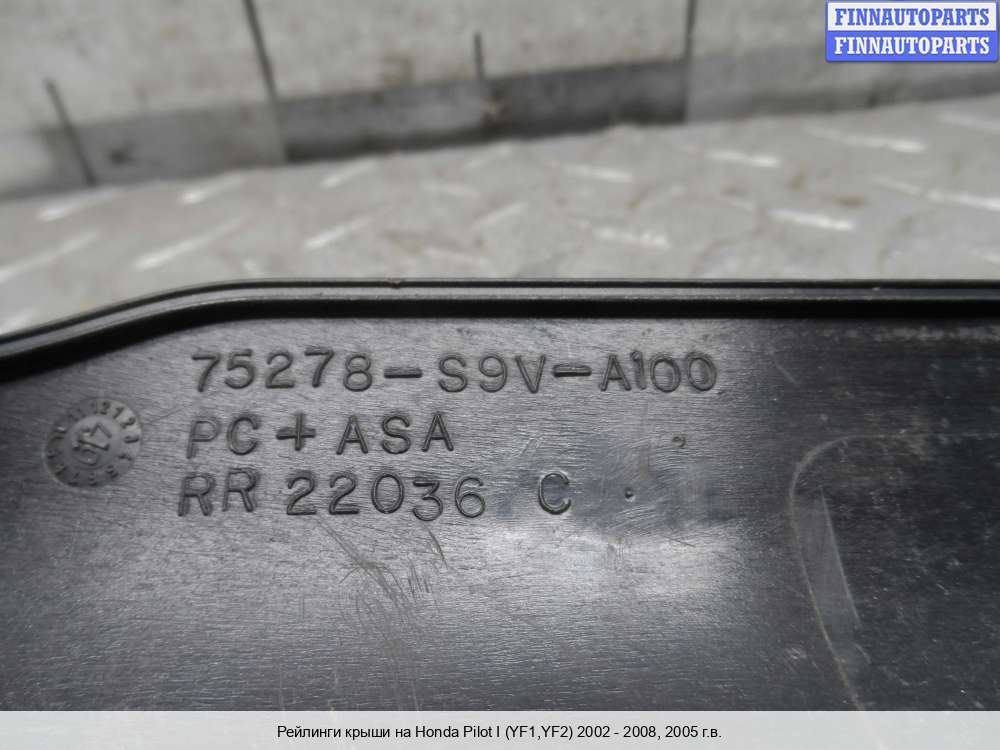 FINNAUTOPARTS
FINNAUTOPARTS
75278-S9V-A100
PC+ASA
RR 22036 C
Рейлинги крыши на Honda Pilot I (YF1,YF2) 2002 - 2008, 2005 г.в.